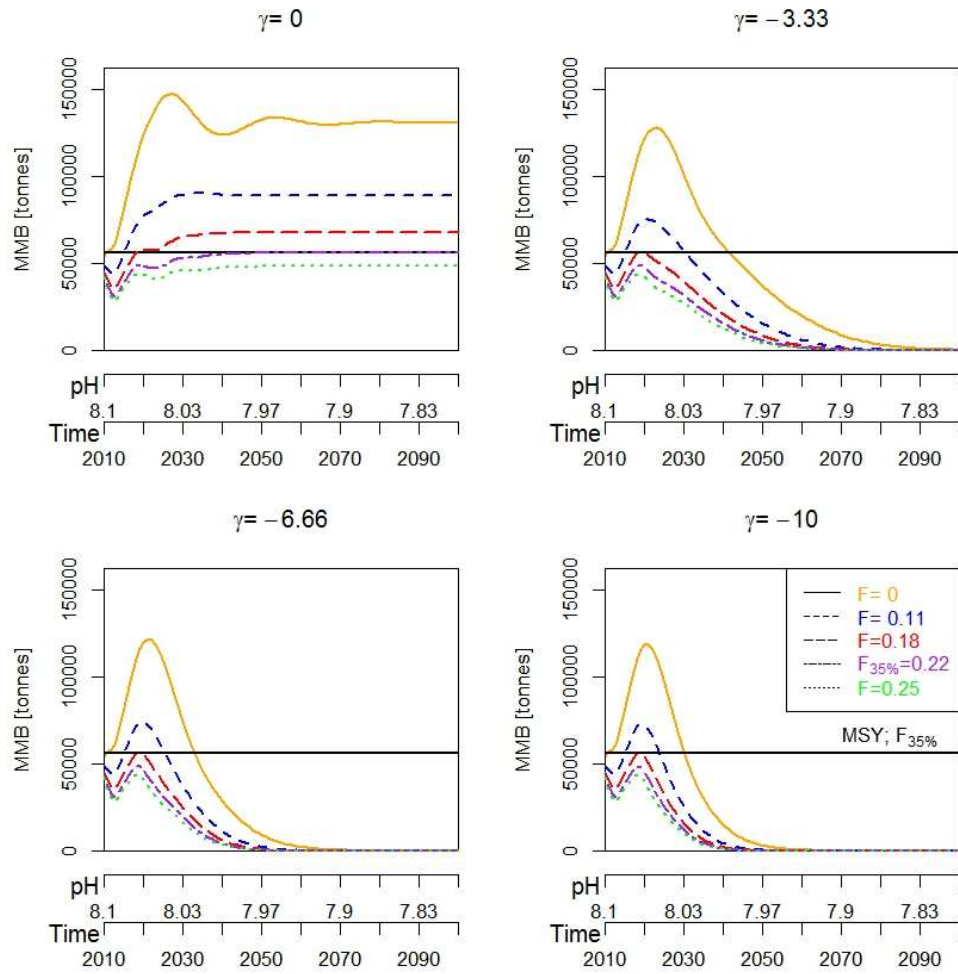 γ= 0
MMB [tonnes]
150000
100000
50000
0
pH
8.1 8.03 7.97 7.9 7.83
Time
2010 2030 2050 2070 2090
γ= −3.33
MMB [tonnes]
150000
100000
50000
0
pH
8.1 8.03 7.97 7.9 7.83
Time
2010 2030 2050 2070 2090
γ= −6.66
MMB [tonnes]
150000
100000
50000
0
pH
8.1 8.03 7.97 7.9 7.83
Time
2010 2030 2050 2070 2090
γ= −10
MMB [tonnes]
150000
100000
50000
0
F= 0
F= 0.11
F=0.18
F35%=0.22
F=0.25
MSY; F35%
pH
8.1 8.03 7.97 7.9 7.83
Time
2010 2030 2050 2070 2090